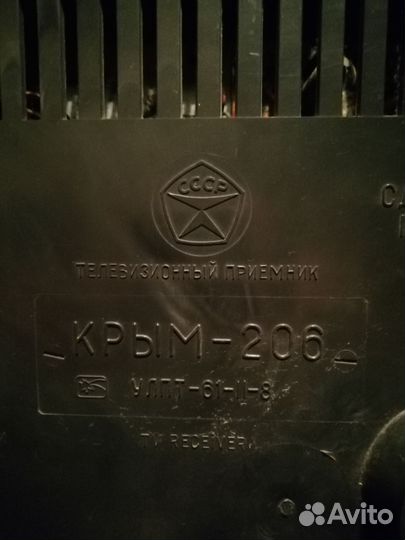 СССР
ТЕЛЕВИЗИОННЫЙ ПРИЕМНИК
КРЫМ-206
УЛПТ-61-II-8
TV RECEIVER
Avito